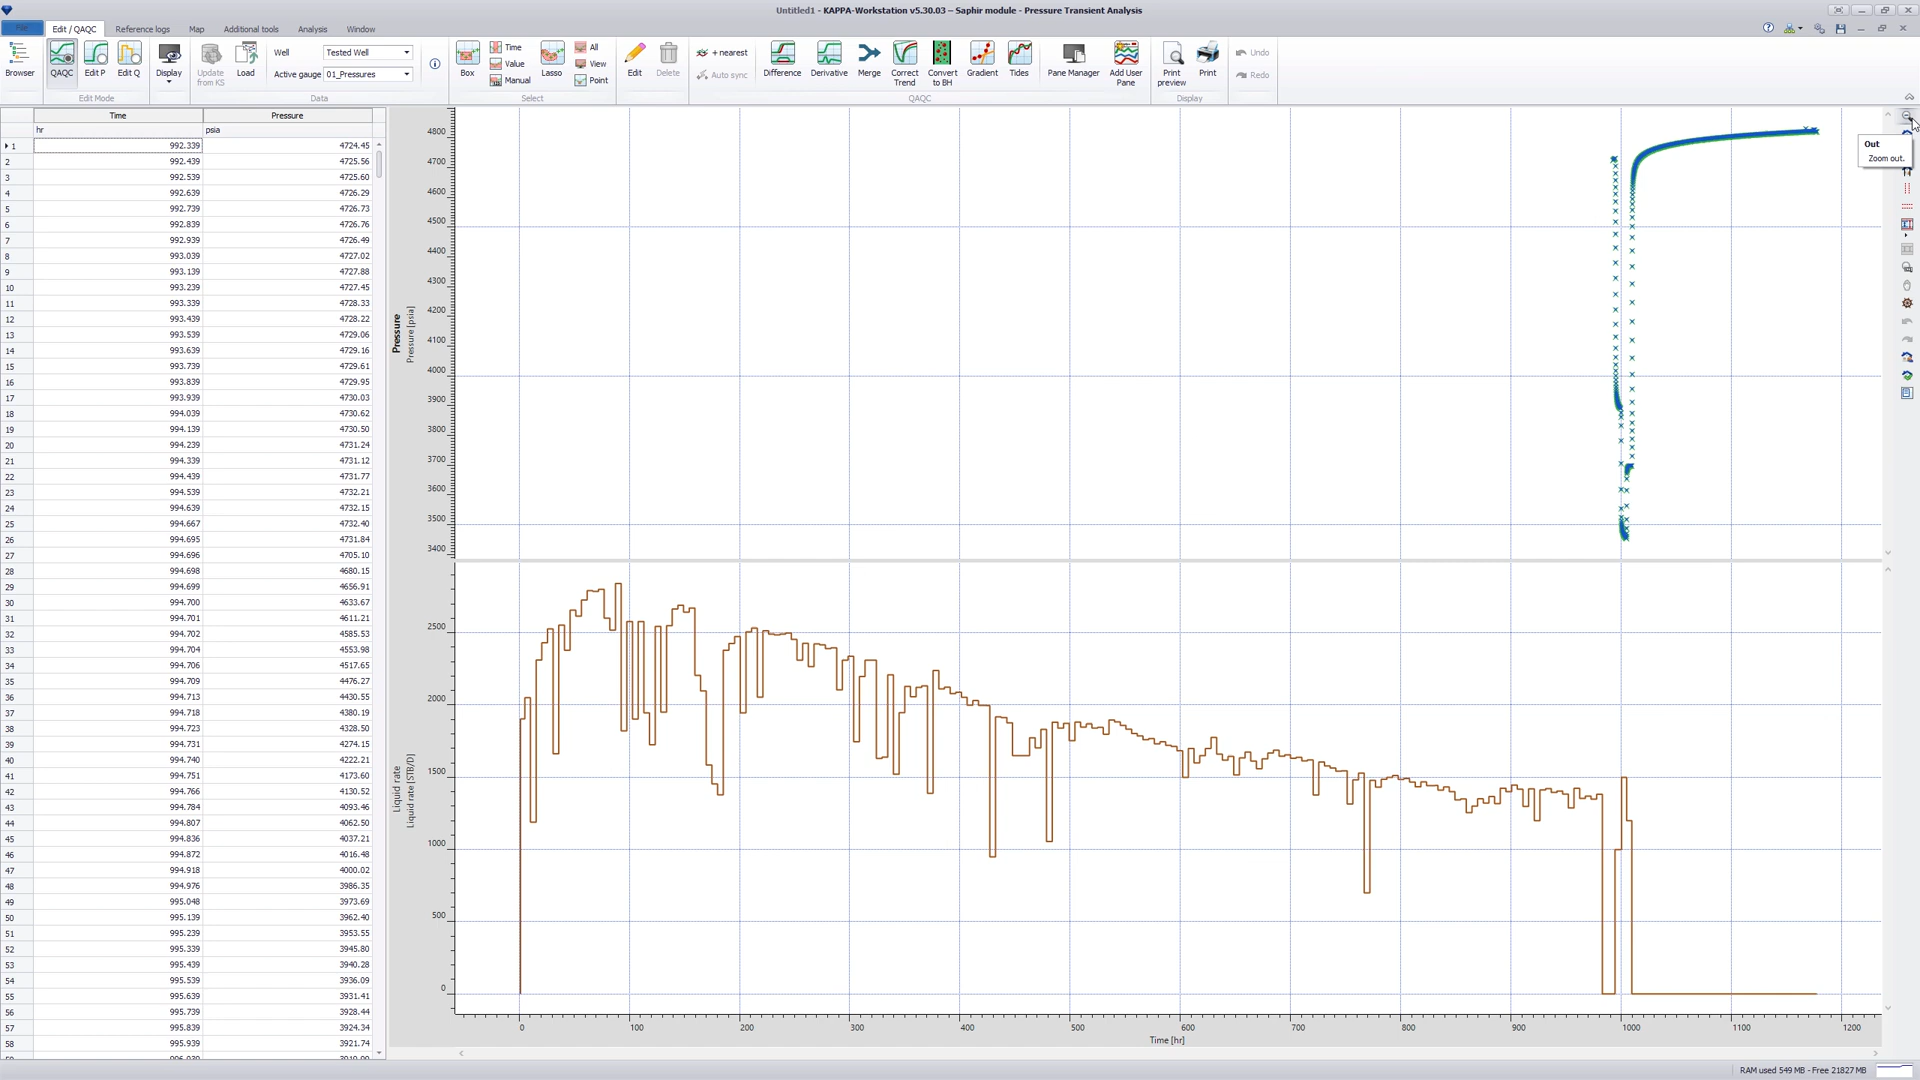 Untitled1 - KAPPA-Workstation v5.30.03 -- Saphir module - Pressure Transient Analysis
Edit / QAQC Reference logs Map Additional tools Analysis Window
Browser
QAQC Edit P Edit Q
Edit Mode
Display
Update from KS
Load
Well Tested Well
Active gauge 01_Pressures
Data
Box Time Value Manual Lasso All View Point
Select
Edit Delete
+ nearest
Auto sync
Difference Derivative Merge Correct Trend Convert to BH Gradient Tides Pane Manager Add User Pane
QAQC
Print preview Print
Display
Undo
Redo
Time Pressure
hr psia
1 992.339 4724.45
2 992.439 4725.56
3 992.539 4725.60
4 992.639 4726.29
5 992.739 4726.73
6 992.839 4726.76
7 992.939 4726.49
8 993.039 4727.02
9 993.139 4727.88
10 993.239 4727.45
11 993.339 4728.33
12 993.439 4728.22
13 993.539 4729.06
14 993.639 4729.16
15 993.739 4729.61
16 993.839 4729.95
17 993.939 4730.03
18 994.039 4730.62
19 994.139 4730.50
20 994.239 4731.24
21 994.339 4731.12
22 994.439 4731.77
23 994.539 4732.21
24 994.639 4732.15
25 994.667 4732.40
26 994.695 4731.84
27 994.696 4705.10
28 994.698 4680.15
29 994.699 4656.91
30 994.700 4633.67
31 994.701 4611.21
32 994.702 4585.53
33 994.704 4553.98
34 994.706 4517.65
35 994.709 4476.27
36 994.713 4430.55
37 994.718 4380.19
38 994.723 4328.50
39 994.731 4274.15
40 994.740 4222.21
41 994.751 4173.60
42 994.766 4130.52
43 994.784 4093.46
44 994.807 4062.50
45 994.836 4037.21
46 994.872 4016.48
47 994.918 4000.02
48 994.976 3986.35
49 995.048 3973.69
50 995.139 3962.40
51 995.239 3953.55
52 995.339 3945.80
53 995.439 3940.28
54 995.539 3936.09
55 995.639 3931.41
56 995.739 3928.44
57 995.839 3924.34
58 995.939 3921.74
Pressure
Pressure [psia]
4800
4700
4600
4500
4400
4300
4200
4100
4000
3900
3800
3700
3600
3500
3400
Out
Zoom out.
Liquid rate
Liquid rate [STB/D]
2500
2000
1500
1000
500
0
0 100 200 300 400 500 600 700 800 900 1000 1100 1200
Time [hr]
RAM used 549 MB - Free 21827 MB